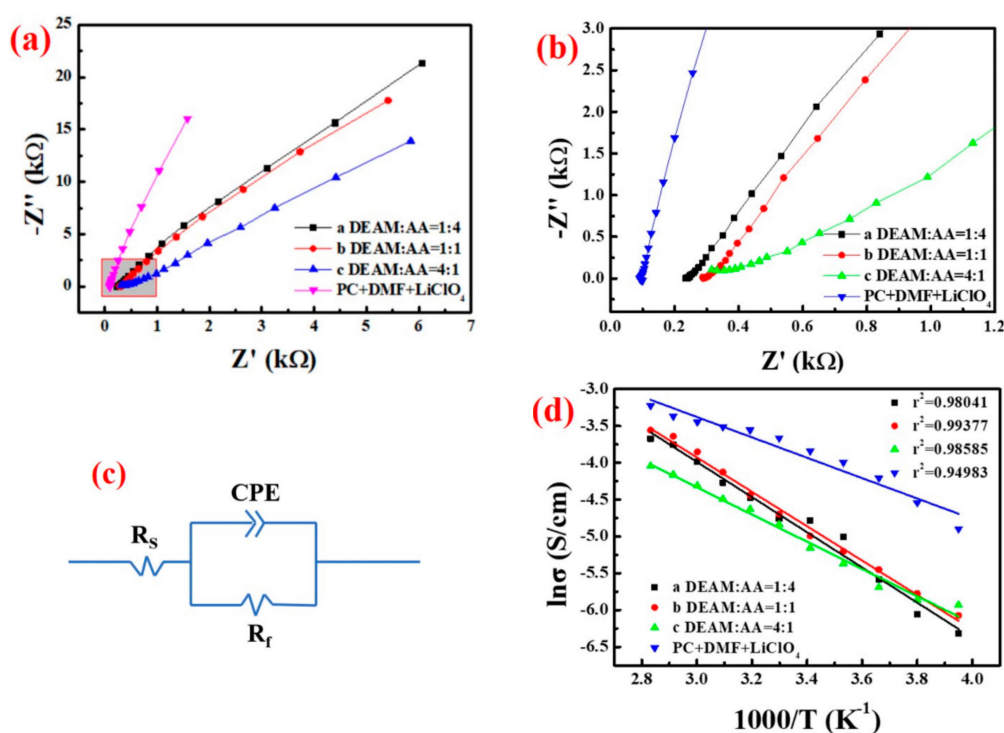 (a)
25
20
15
10
5
0
-Z'' (kΩ)
a DEAM:AA=1:4
b DEAM:AA=1:1
c DEAM:AA=4:1
PC+DMF+LiClO₄
0 1 2 3 4 5 6 7
Z' (kΩ)
(b)
3.0
2.5
2.0
1.5
1.0
0.5
0.0
-Z'' (kΩ)
a DEAM:AA=1:4
b DEAM:AA=1:1
c DEAM:AA=4:1
PC+DMF+LiClO₄
0.0 0.2 0.4 0.6 0.8 1.0 1.2
Z' (kΩ)
(c)
CPE
Rₛ
R_f
(d)
-3.0
-3.5
-4.0
-4.5
-5.0
-5.5
-6.0
-6.5
lnσ (S/cm)
r²=0.98041
r²=0.99377
r²=0.98585
r²=0.94983
a DEAM:AA=1:4
b DEAM:AA=1:1
c DEAM:AA=4:1
PC+DMF+LiClO₄
2.8 3.0 3.2 3.4 3.6 3.8 4.0
1000/T (K⁻¹)